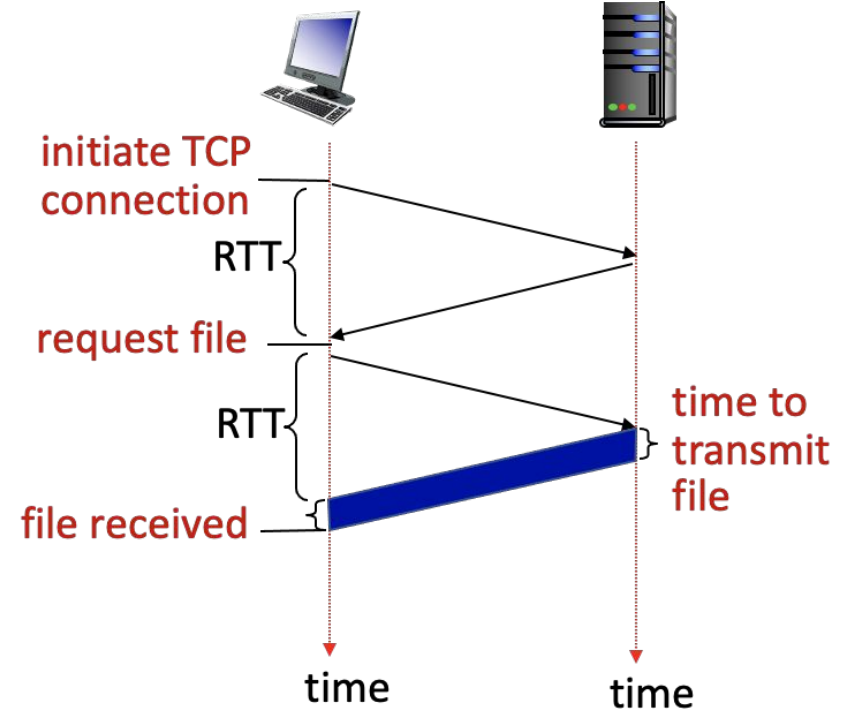 initiate TCP
connection
RTT
request file
RTT
time to
transmit
file
file received
time
time